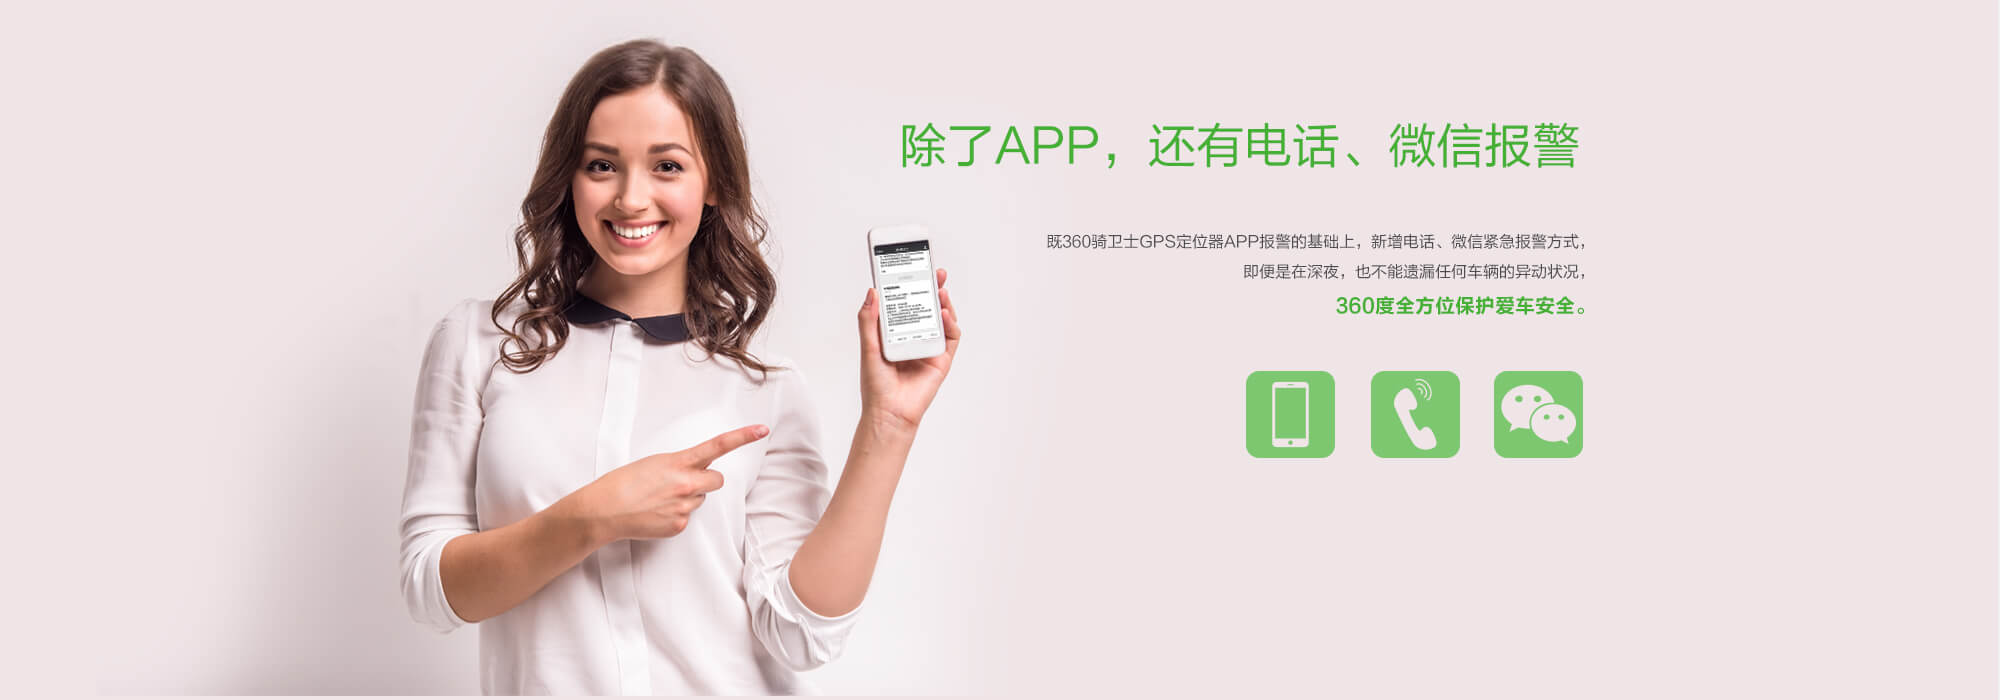 除了APP，还有电话、微信报警
既360骑卫士GPS定位器APP报警的基础上，新增电话、微信紧急报警方式，
即便是在深夜，也不能遗漏任何车辆的异动状况，
360度全方位保护爱车安全。